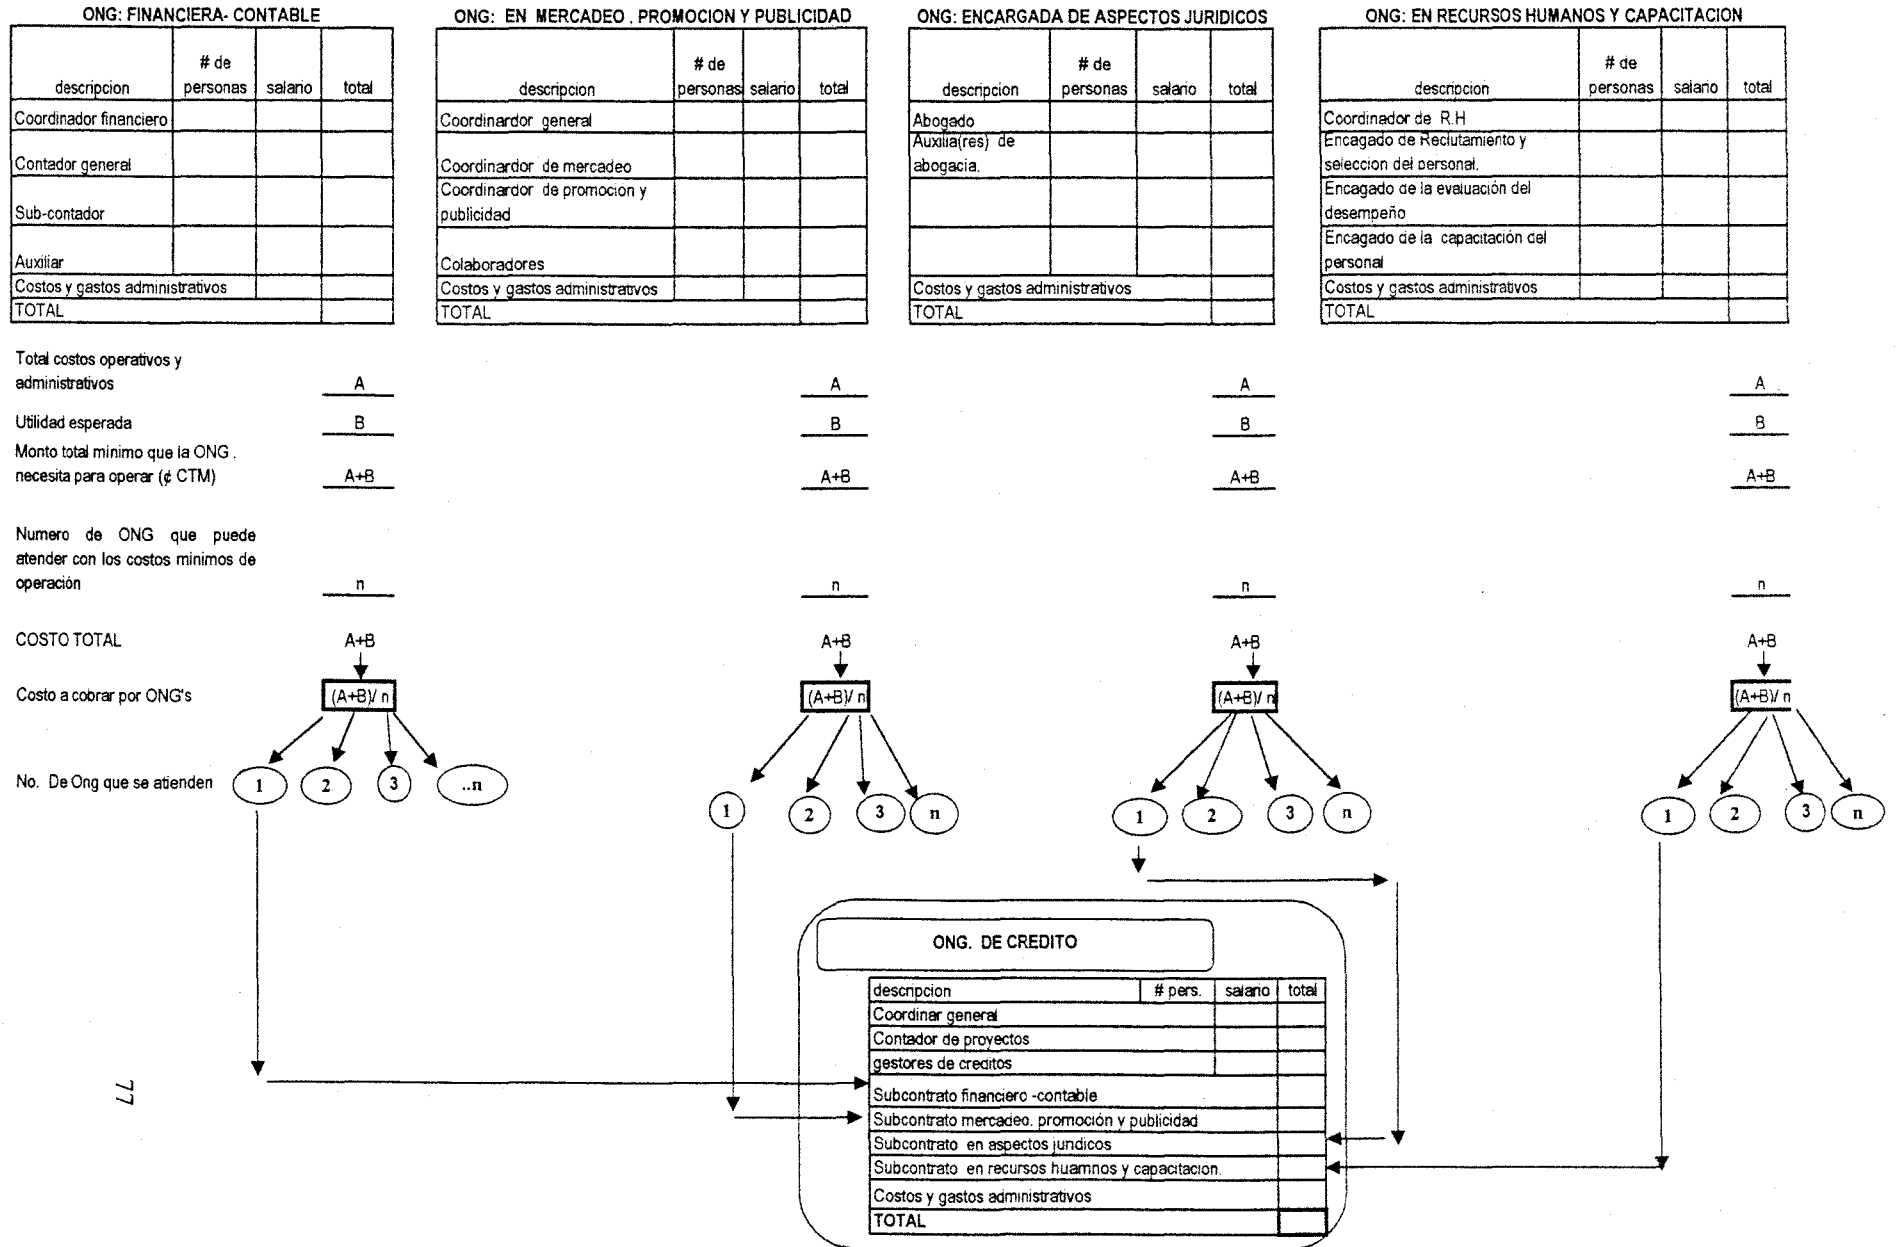 ONG: FINANCIERA- CONTABLE
descripcion # de personas salario total
Coordinador financiero
Contador general
Sub-contador
Auxiliar
Costos y gastos administrativos
TOTAL
ONG: EN MERCADEO , PROMOCION Y PUBLICIDAD
descripcion # de personas salario total
Coordinardor general
Coordinardor de mercadeo
Coordinardor de promocion y
publicidad
Colaboradores
Costos y gastos administrativos
TOTAL
ONG: ENCARGADA DE ASPECTOS JURIDICOS
descripcion # de personas salario total
Abogado
Auxilia(res) de
abogacia.
Costos y gastos administrativos
TOTAL
ONG: EN RECURSOS HUMANOS Y CAPACITACION
descripcion # de personas salario total
Coordinador de R.H
Encagado de Reclutamiento y
seleccion del personal.
Encagado de la evaluación del
desempeño
Encagado de la capacitación del
personal
Costos y gastos administrativos
TOTAL
Total costos operativos y
administrativos A A A A
Utilidad esperada B B B B
Monto total minimo que la ONG .
necesita para operar (¢ CTM) A+B A+B A+B A+B
Numero de ONG que puede
atender con los costos minimos de
operación n n n n
COSTO TOTAL A+B A+B A+B A+B
Costo a cobrar por ONG's (A+B)/ n (A+B)/ n (A+B)/ n (A+B)/ n
No. De Ong que se atienden 1 2 3 ..n
1 2 3 n
1 2 3 n
1 2 3 n
ONG. DE CREDITO
descripcion # pers. salario total
Coordinar general
Contador de proyectos
gestores de creditos
Subcontrato financiero -contable
Subcontrato mercadeo, promoción y publicidad
Subcontrato en aspectos juridicos
Subcontrato en recursos huamnos y capacitacion.
Costos y gastos administrativos
TOTAL
77